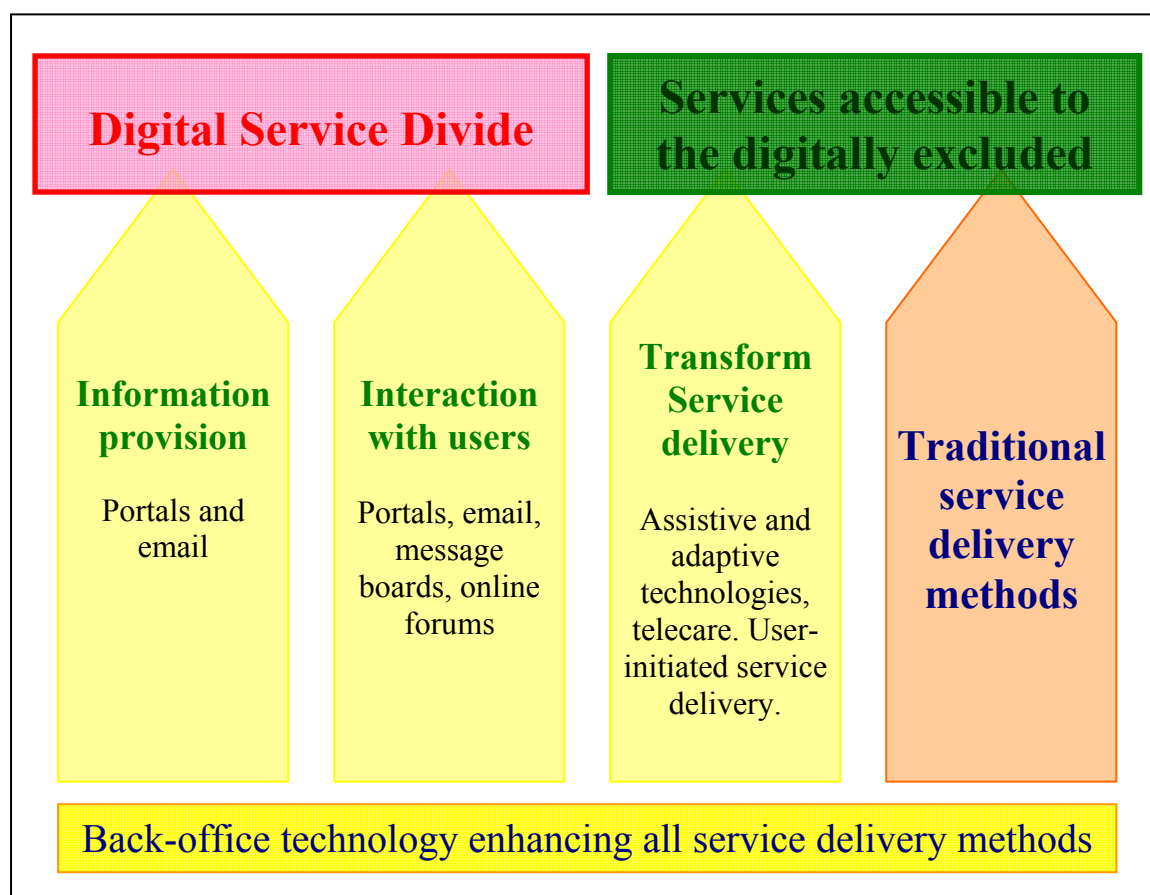 Digital Service Divide
Services accessible to
the digitally excluded
Information
provision
Portals and
email
Interaction
with users
Portals, email,
message
boards, online
forums
Transform
Service
delivery
Assistive and
adaptive
technologies,
telecare. User-
initiated service
delivery.
Traditional
service
delivery
methods
Back-office technology enhancing all service delivery methods